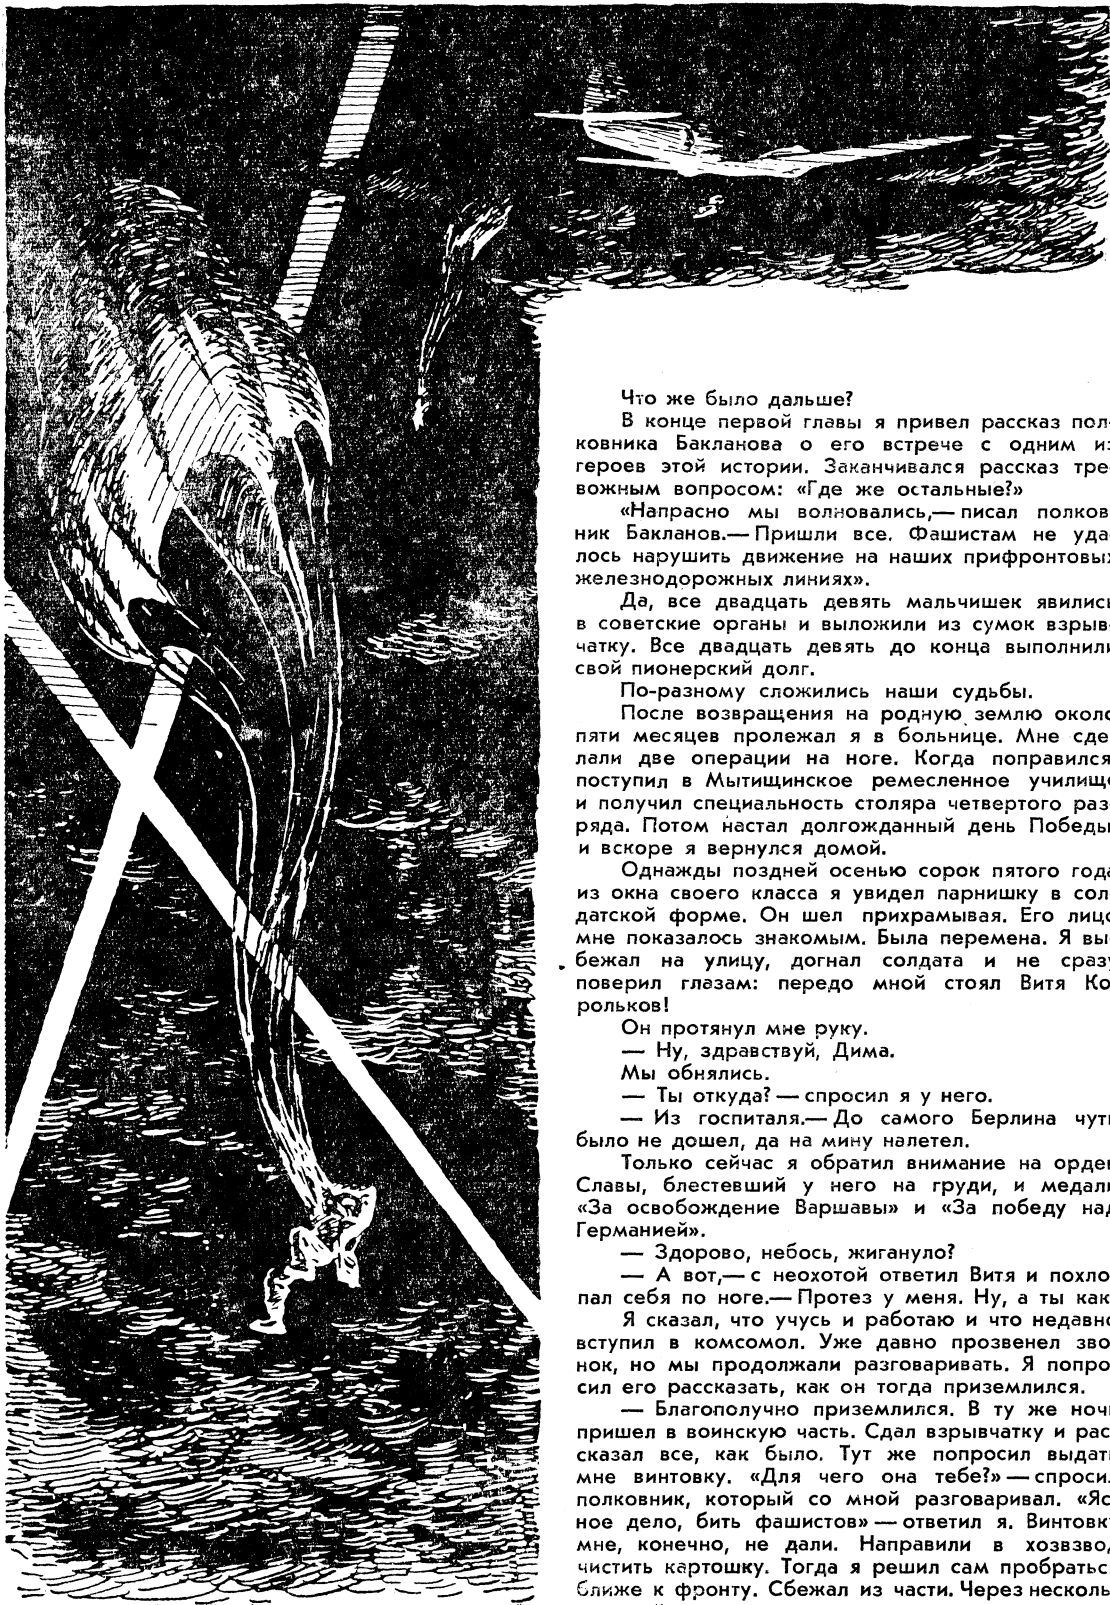 Что же было дальше?
В конце первой главы я привел рассказ пол-
ковника Бакланова о его встрече с одним из
героев этой истории. Заканчивался рассказ тре-
вожным вопросом: «Где же остальные?»
«Напрасно мы волновались,— писал полков-
ник Бакланов.— Пришли все. Фашистам не уда-
лось нарушить движение на наших прифронтовых
железнодорожных линиях».
Да, все двадцать девять мальчишек явились
в советские органы и выложили из сумок взрыв-
чатку. Все двадцать девять до конца выполнили
свой пионерский долг.
По-разному сложились наши судьбы.
После возвращения на родную землю около
пяти месяцев пролежал я в больнице. Мне сде-
лали две операции на ноге. Когда поправился,
поступил в Мытищинское ремесленное училище
и получил специальность столяра четвертого раз-
ряда. Потом настал долгожданный день Победы,
и вскоре я вернулся домой.
Однажды поздней осенью сорок пятого года
из окна своего класса я увидел парнишку в сол-
датской форме. Он шел прихрамывая. Его лицо
мне показалось знакомым. Была перемена. Я вы-
бежал на улицу, догнал солдата и не сразу
поверил глазам: передо мной стоял Витя Ко-
рольков!
Он протянул мне руку.
— Ну, здравствуй, Дима.
Мы обнялись.
— Ты откуда? — спросил я у него.
— Из госпиталя.— До самого Берлина чуть
было не дошел, да на мину налетел.
Только сейчас я обратил внимание на орден
Славы, блестевший у него на груди, и медали
«За освобождение Варшавы» и «За победу над
Германией».
— Здорово, небось, жигануло?
— А вот,— с неохотой ответил Витя и похло-
пал себя по ноге.— Протез у меня. Ну, а ты как
Я сказал, что учусь и работаю и что недавно
вступил в комсомол. Уже давно прозвенел зво-
нок, но мы продолжали разговаривать. Я попро-
сил его рассказать, как он тогда приземлился.
— Благополучно приземлился. В ту же ночь
пришел в воинскую часть. Сдал взрывчатку и рас-
сказал все, как было. Тут же попросил выдать
мне винтовку. «Для чего она тебе?» — спросил
полковник, который со мной разговаривал. «Яс-
ное дело, бить фашистов» — ответил я. Винтовку
мне, конечно, не дали. Направили в хозвзвод
чистить картошку. Тогда я решил сам пробраться
ближе к фронту. Сбежал из части. Через несколь-